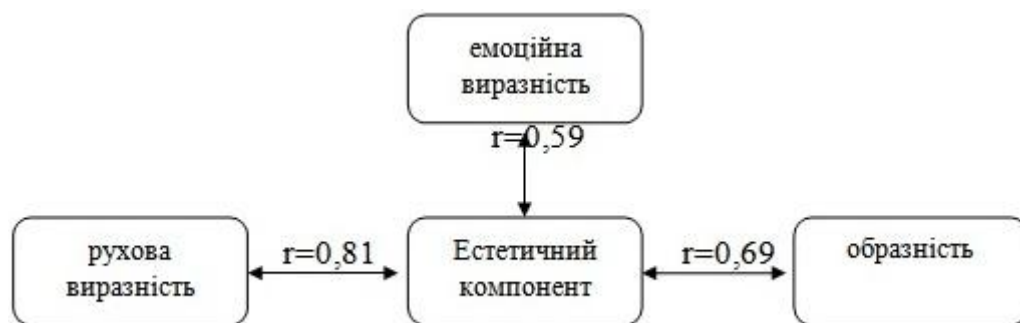 емоційна
виразність
r=0,59
рухова
виразність
r=0,81
Естетичний
компонент
r=0,69
образність